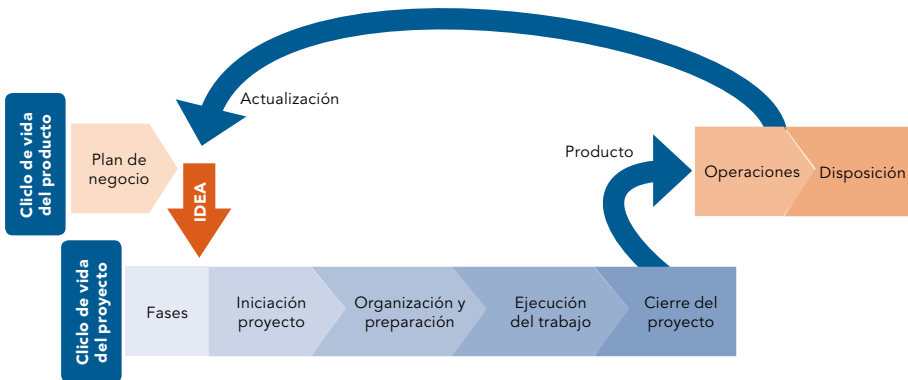 Actualización
Cliclo de vida
del producto
Plan de
negocio
IDEA
Producto
Operaciones
Disposición
Cliclo de vida
del proyecto
Fases
Iniciación
proyecto
Organización y
preparación
Ejecución
del trabajo
Cierre del
proyecto